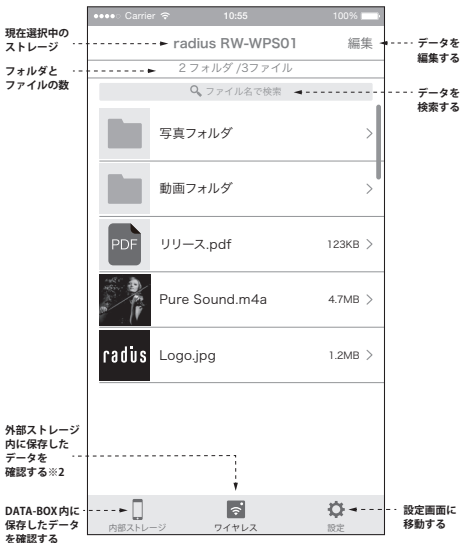 現在選択中の
ストレージ
フォルダと
ファイルの数
Carrier 10:55 100%
radius RW-WPS01 編集
2 フォルダ /3ファイル
ファイル名で検索
データを
編集する
データを
検索する
写真フォルダ
動画フォルダ
PDF リリース.pdf 123KB
Pure Sound.m4a 4.7MB
radius Logo.jpg 1.2MB
外部ストレージ
内に保存した
データを
確認する※2
DATA-BOX内に
保存したデータ
を確認する
内部ストレージ ワイヤレス 設定
設定画面に
移動する